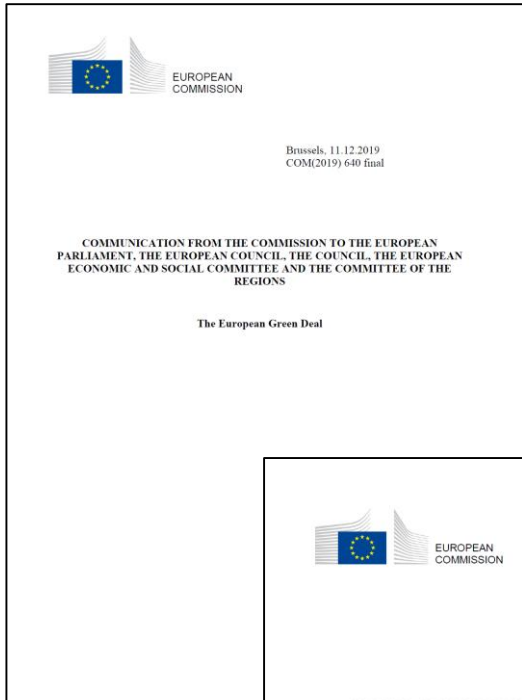 EUROPEAN
COMMISSION
Brussels, 11.12.2019
COM(2019) 640 final
COMMUNICATION FROM THE COMMISSION TO THE EUROPEAN
PARLIAMENT, THE EUROPEAN COUNCIL, THE COUNCIL, THE EUROPEAN
ECONOMIC AND SOCIAL COMMITTEE AND THE COMMITTEE OF THE
REGIONS
The European Green Deal
EUROPEAN
COMMISSION